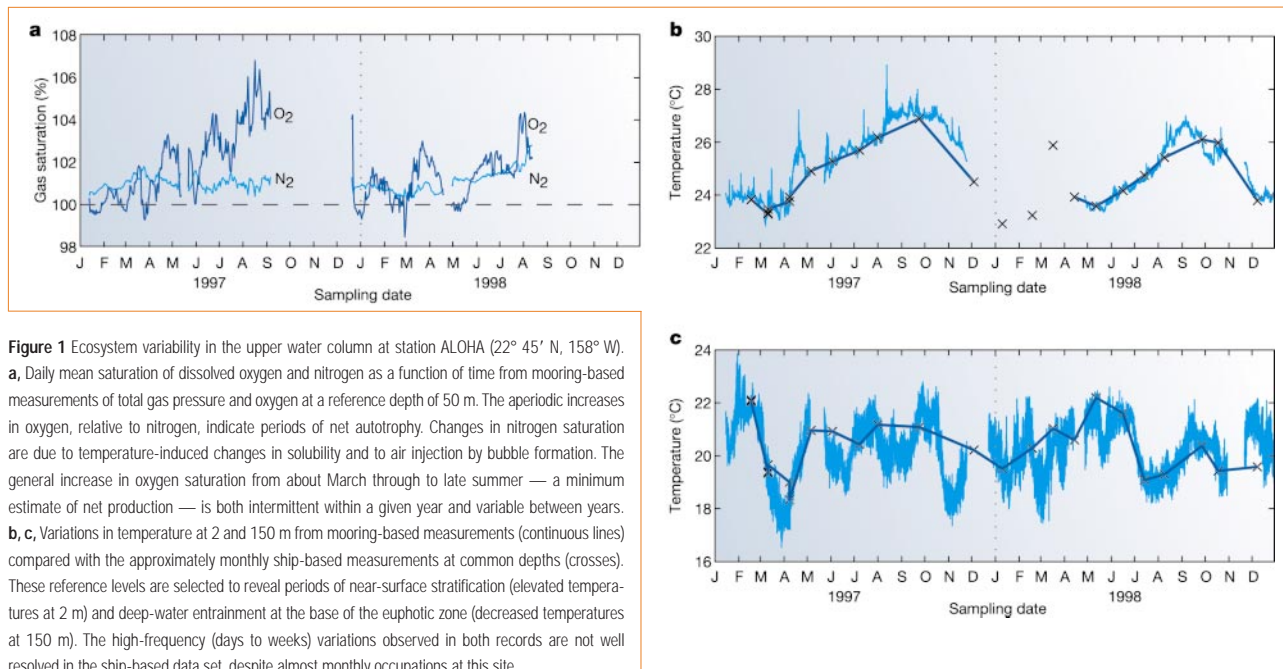 a
108
106
104
102
100
98
Gas saturation (%)
O2
N2
O2
N2
J F M A M J J A S O N D J F M A M J J A S O N D
1997 1998
Sampling date
b
30
28
26
24
22
Temperature (°C)
J F M A M J J A S O N D J F M A M J J A S O N D
1997 1998
Sampling date
c
24
22
20
18
16
Temperature (°C)
J F M A M J J A S O N D J F M A M J J A S O N D
1997 1998
Sampling date
Figure 1 Ecosystem variability in the upper water column at station ALOHA (22° 45′ N, 158° W).
a, Daily mean saturation of dissolved oxygen and nitrogen as a function of time from mooring-based
measurements of total gas pressure and oxygen at a reference depth of 50 m. The aperiodic increases
in oxygen, relative to nitrogen, indicate periods of net autotrophy. Changes in nitrogen saturation
are due to temperature-induced changes in solubility and to air injection by bubble formation. The
general increase in oxygen saturation from about March through to late summer — a minimum
estimate of net production — is both intermittent within a given year and variable between years.
b, c, Variations in temperature at 2 and 150 m from mooring-based measurements (continuous lines)
compared with the approximately monthly ship-based measurements at common depths (crosses).
These reference levels are selected to reveal periods of near-surface stratification (elevated tempera-
tures at 2 m) and deep-water entrainment at the base of the euphotic zone (decreased temperatures
at 150 m). The high-frequency (days to weeks) variations observed in both records are not well
resolved in the ship-based data set, despite almost monthly occupations at this site.